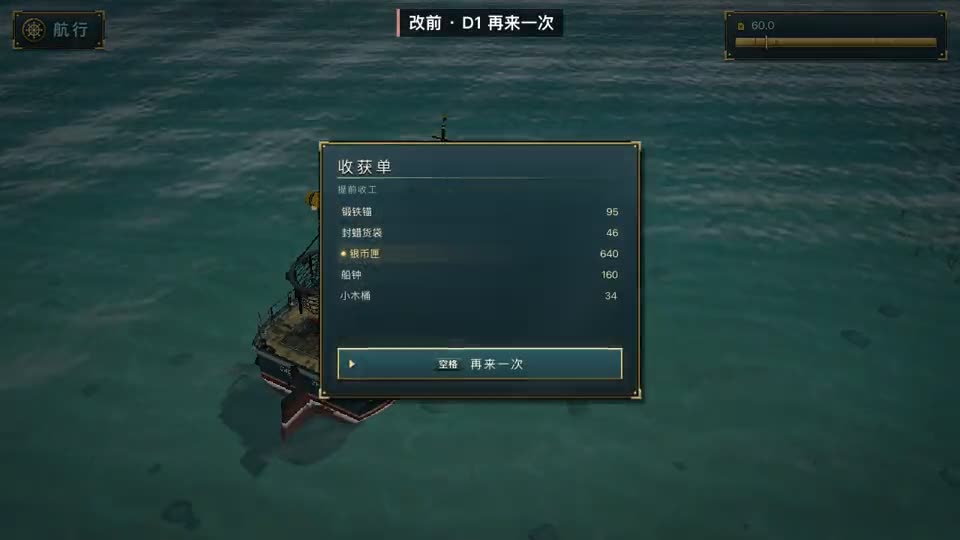 航行
改前 · D1 再来一次
60.0
收获单
提前收工
锻铁锚 95
封蜡货袋 46
银币匣 640
船钟 160
小木桶 34
空格 再来一次